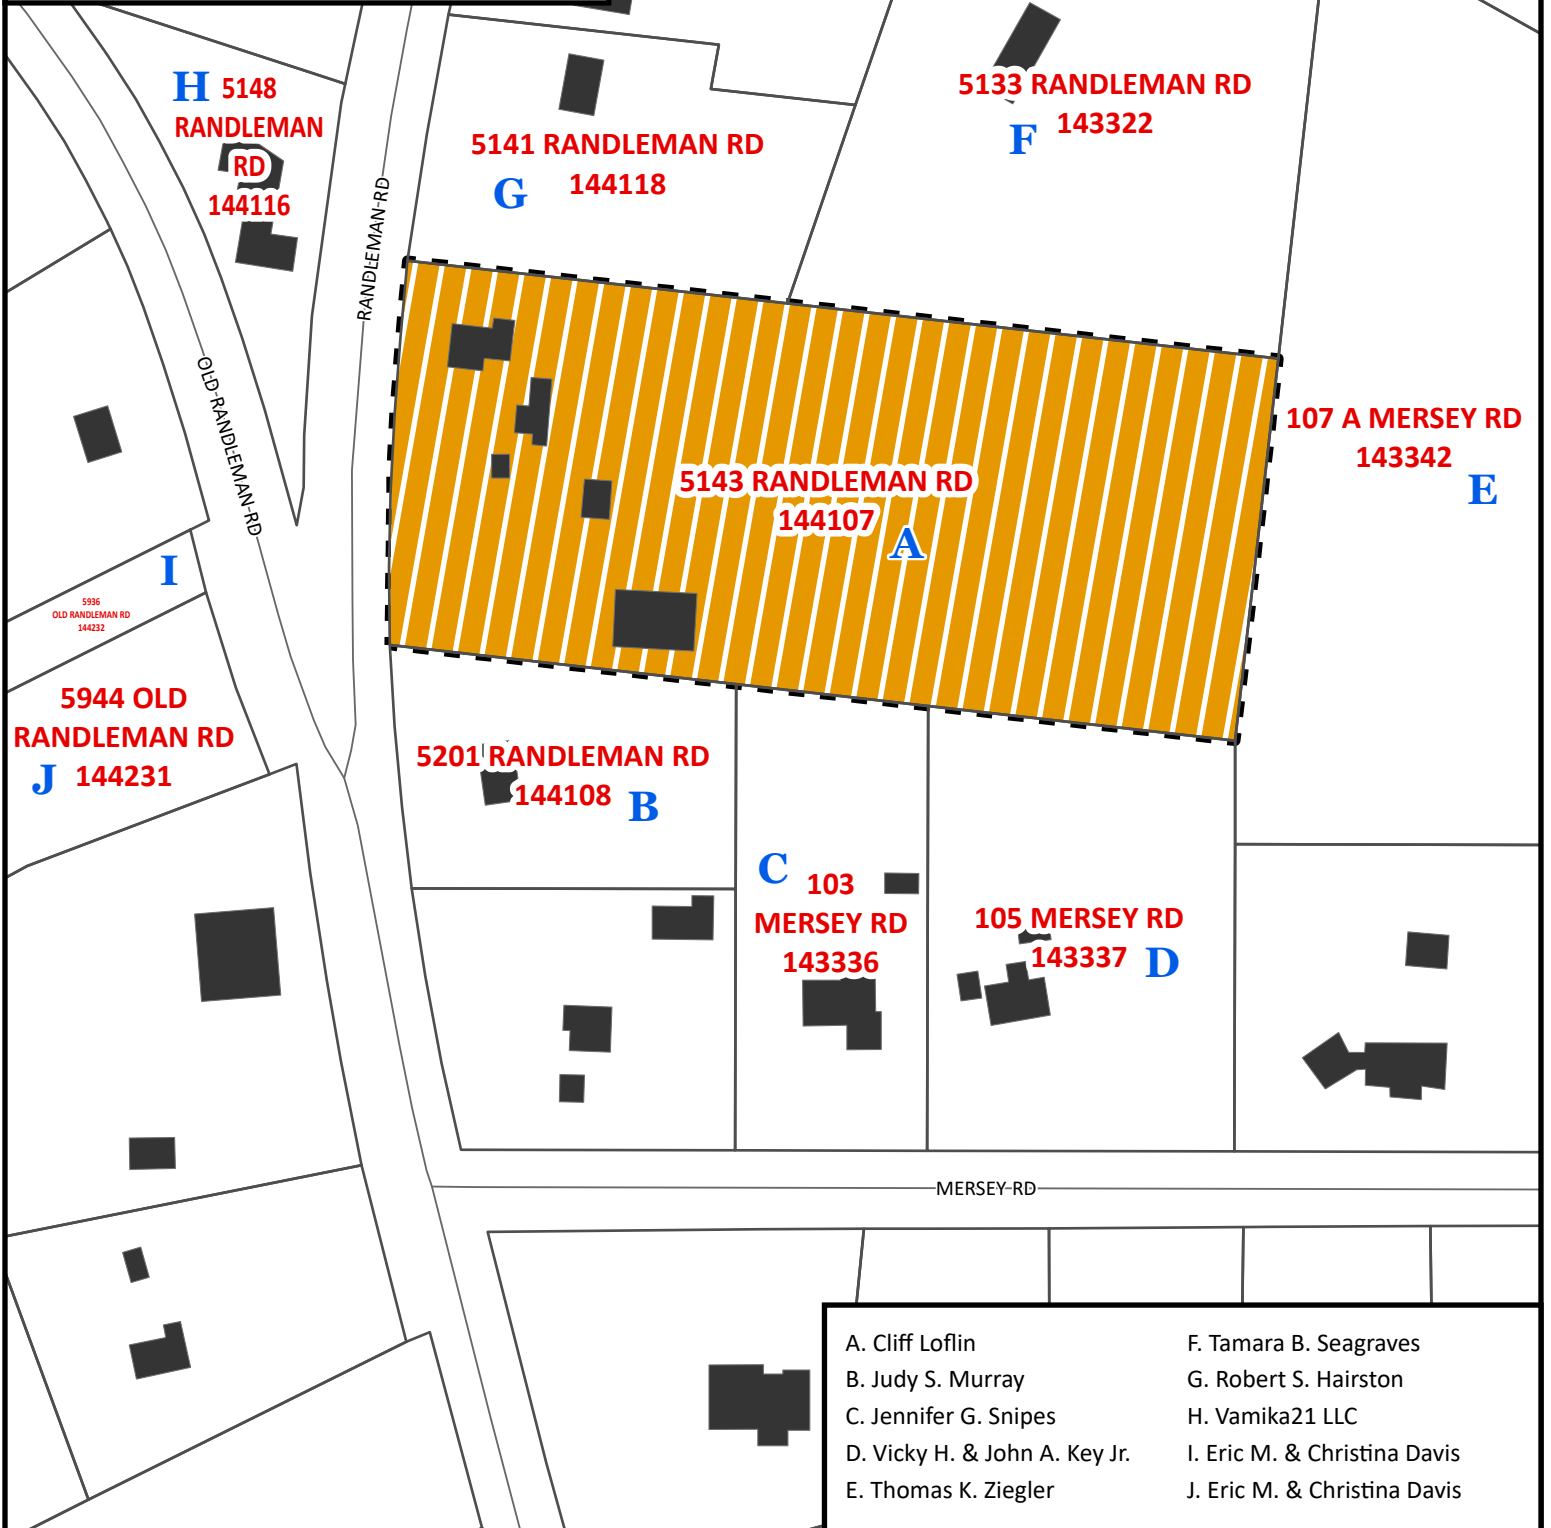 H 5148
RANDLEMAN
RD
144116
5141 RANDLEMAN RD
144118
G
5133 RANDLEMAN RD
143322
F
RANDLEMAN RD
OLD RANDLEMAN RD
107 A MERSEY RD
143342
E
5143 RANDLEMAN RD
144107
A
I
5936
OLD RANDLEMAN RD
144232
5944 OLD
RANDLEMAN RD
J 144231
5201 RANDLEMAN RD
144108 B
C 103
MERSEY RD
143336
105 MERSEY RD
143337 D
MERSEY RD
A. Cliff Loflin
B. Judy S. Murray
C. Jennifer G. Snipes
D. Vicky H. & John A. Key Jr.
E. Thomas K. Ziegler
F. Tamara B. Seagraves
G. Robert S. Hairston
H. Vamika21 LLC
I. Eric M. & Christina Davis
J. Eric M. & Christina Davis